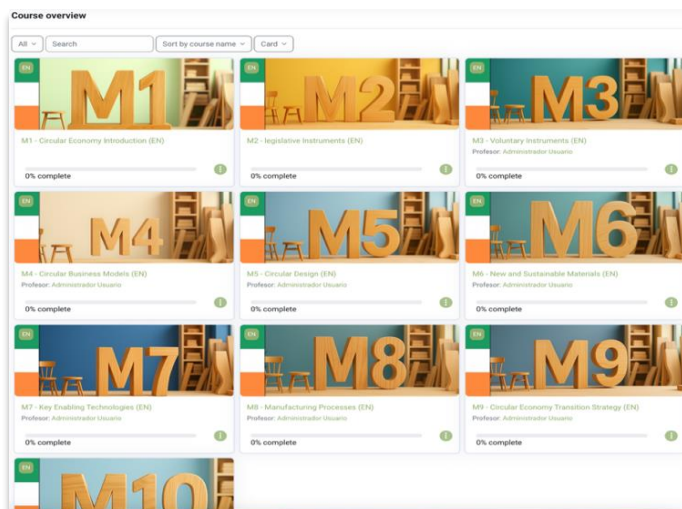 Course overview
All
Search
Sort by course name
Card
EN
M1
EN
M2
EN
M3
M1 - Circular Economy Introduction (EN)
M2 - legislative Instruments (EN)
M3 - Voluntary Instruments (EN)
Profesor: Administrador Usuario
0% complete
0% complete
0% complete
EN
M4
EN
M5
EN
M6
M4 - Circular Business Models (EN)
Profesor: Administrador Usuario
M5 - Circular Design (EN)
Profesor: Administrador Usuario
M6 - New and Sustainable Materials (EN)
Profesor: Administrador Usuario
0% complete
0% complete
0% complete
EN
M7
EN
M8
EN
M9
M7 - Key Enabling Technologies (EN)
Profesor: Administrador Usuario
M8 - Manufacturing Processes (EN)
Profesor: Administrador Usuario
M9 - Circular Economy Transition Strategy (EN)
Profesor: Administrador Usuario
0% complete
0% complete
0% complete
EN
M10